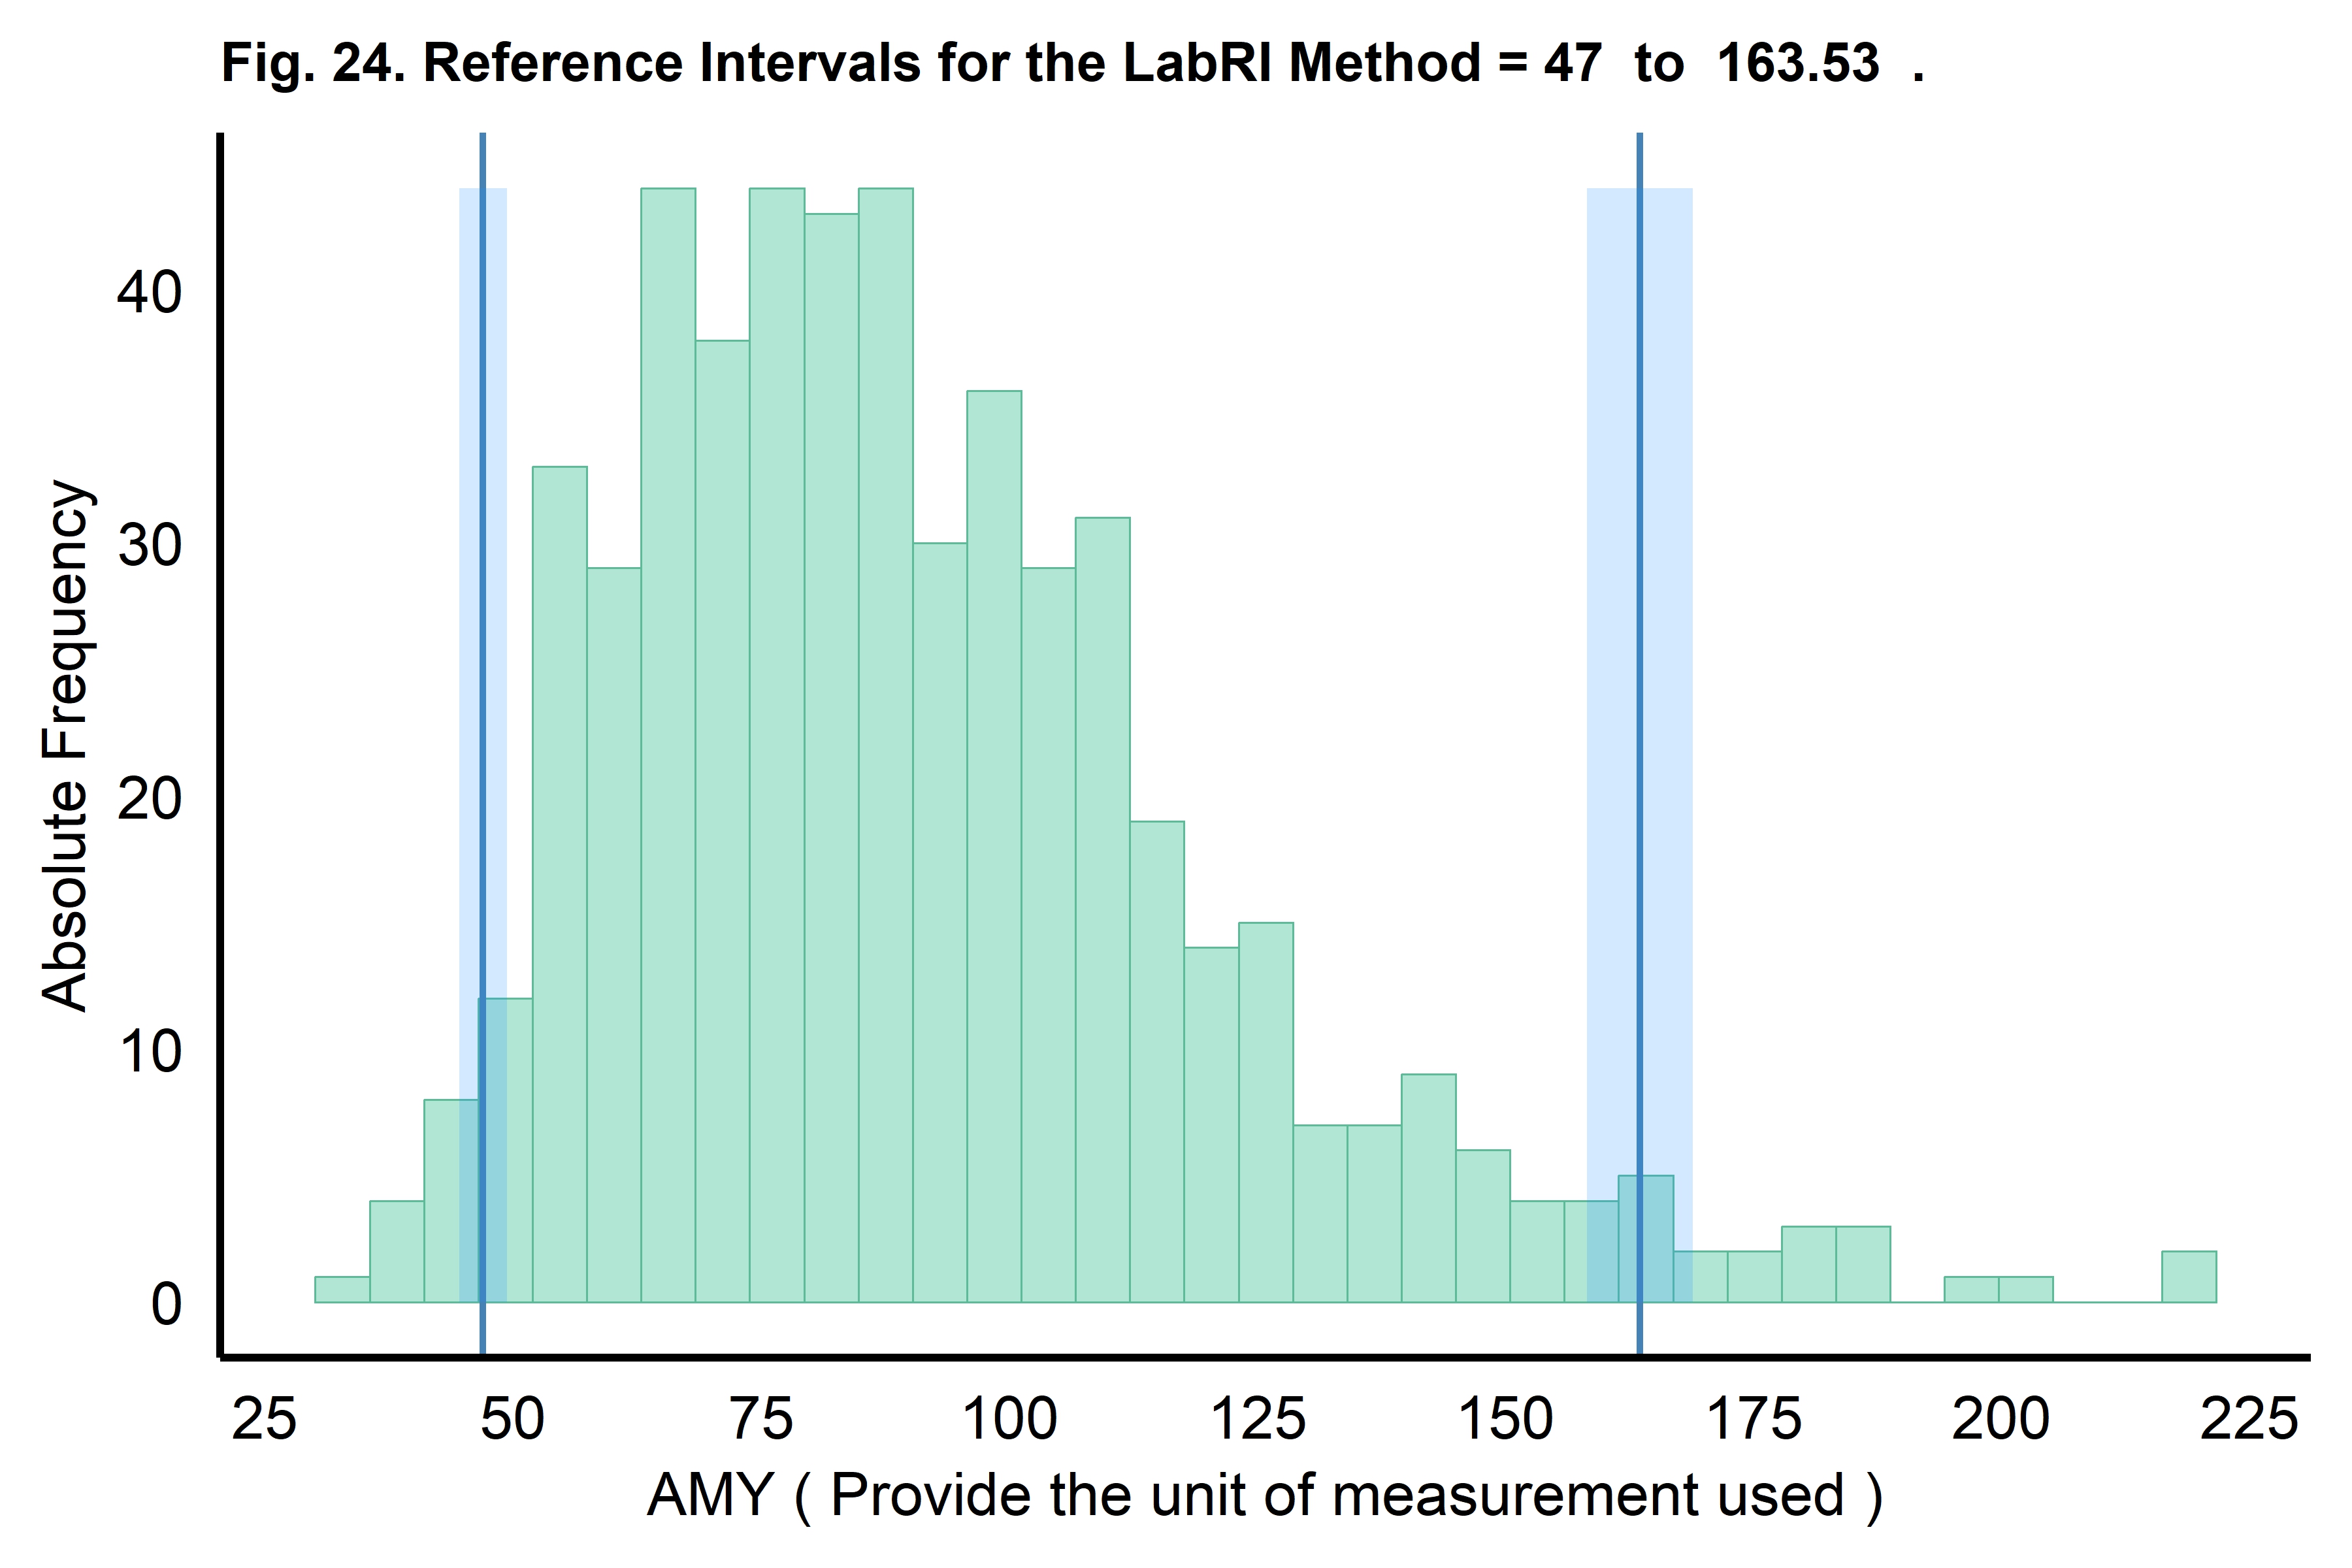 Fig. 24. Reference Intervals for the LabRI Method = 47  to  163.53  .
Absolute Frequency
40
30
20
10
0
25 50 75 100 125 150 175 200 225
AMY ( Provide the unit of measurement used )